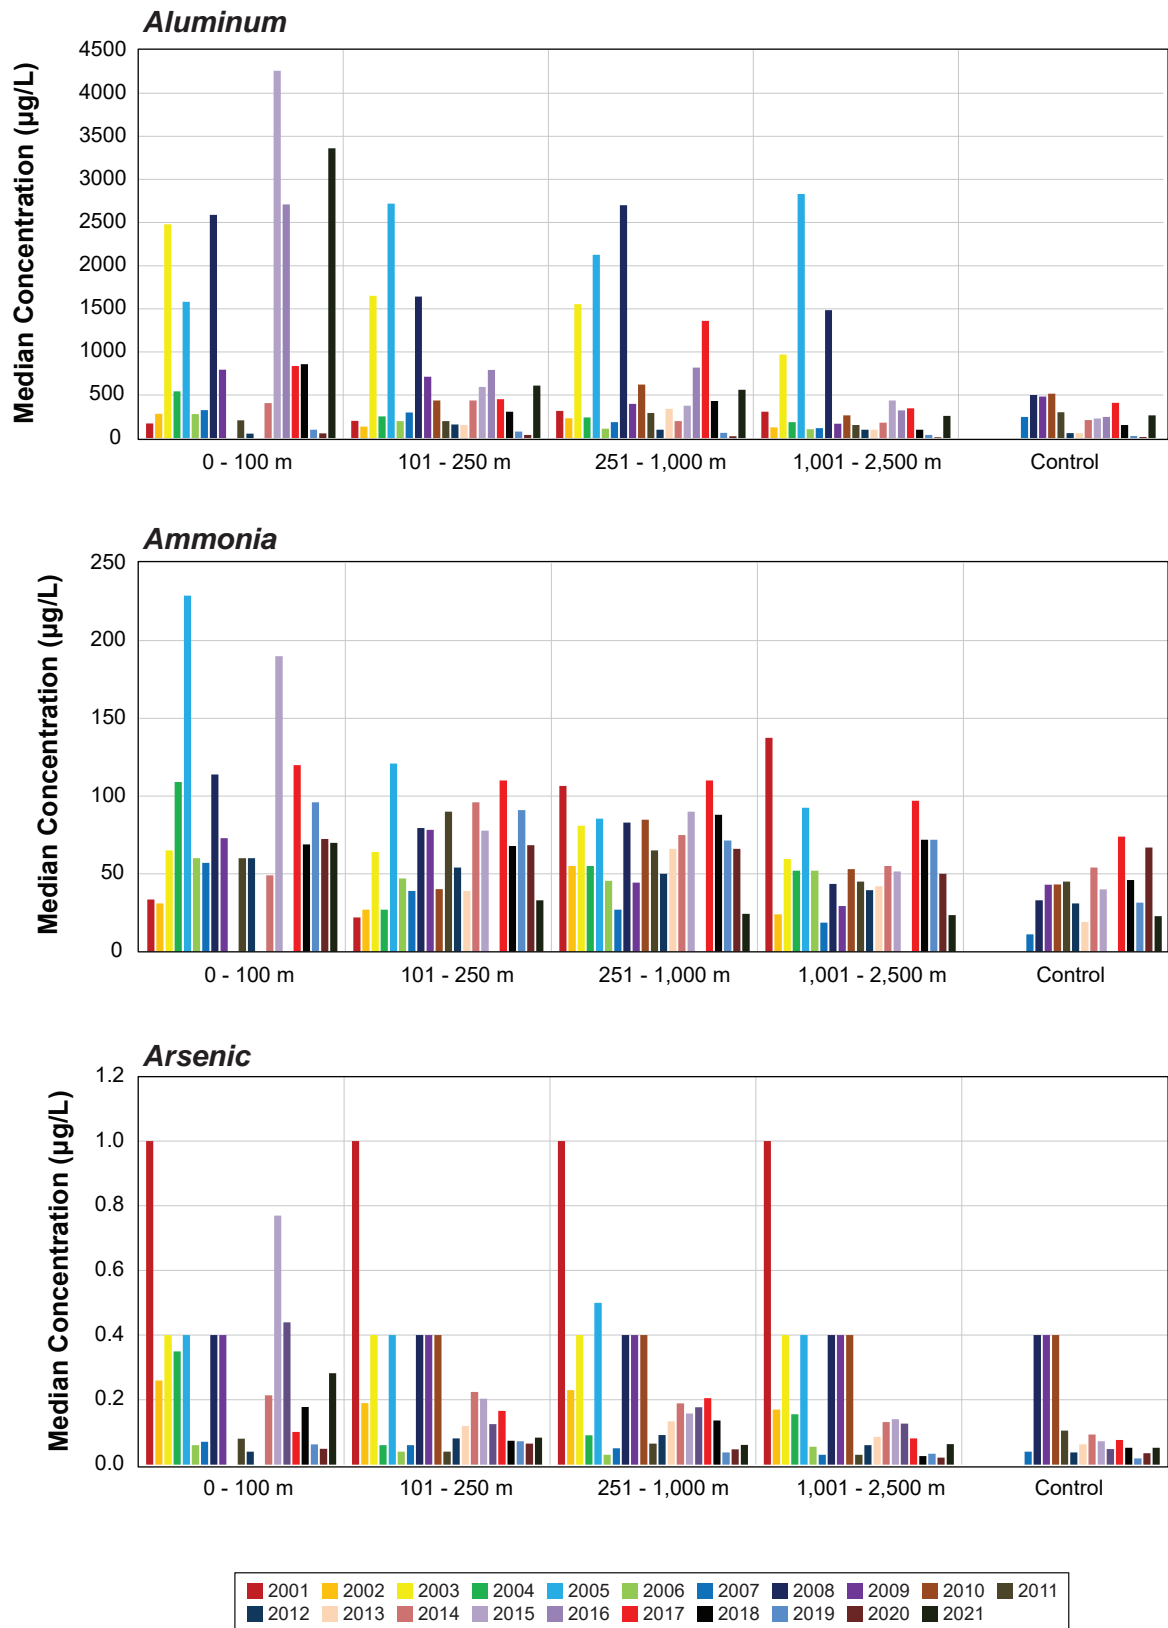 Aluminum
Median Concentration (µg/L)
4500
4000
3500
3000
2500
2000
1500
1000
500
0
0 - 100 m
101 - 250 m
251 - 1,000 m
1,001 - 2,500 m
Control
Ammonia
Median Concentration (µg/L)
250
200
150
100
50
0
0 - 100 m
101 - 250 m
251 - 1,000 m
1,001 - 2,500 m
Control
Arsenic
Median Concentration (µg/L)
1.2
1.0
0.8
0.6
0.4
0.2
0.0
0 - 100 m
101 - 250 m
251 - 1,000 m
1,001 - 2,500 m
Control
2001 2002 2003 2004 2005 2006 2007 2008 2009 2010 2011
2012 2013 2014 2015 2016 2017 2018 2019 2020 2021